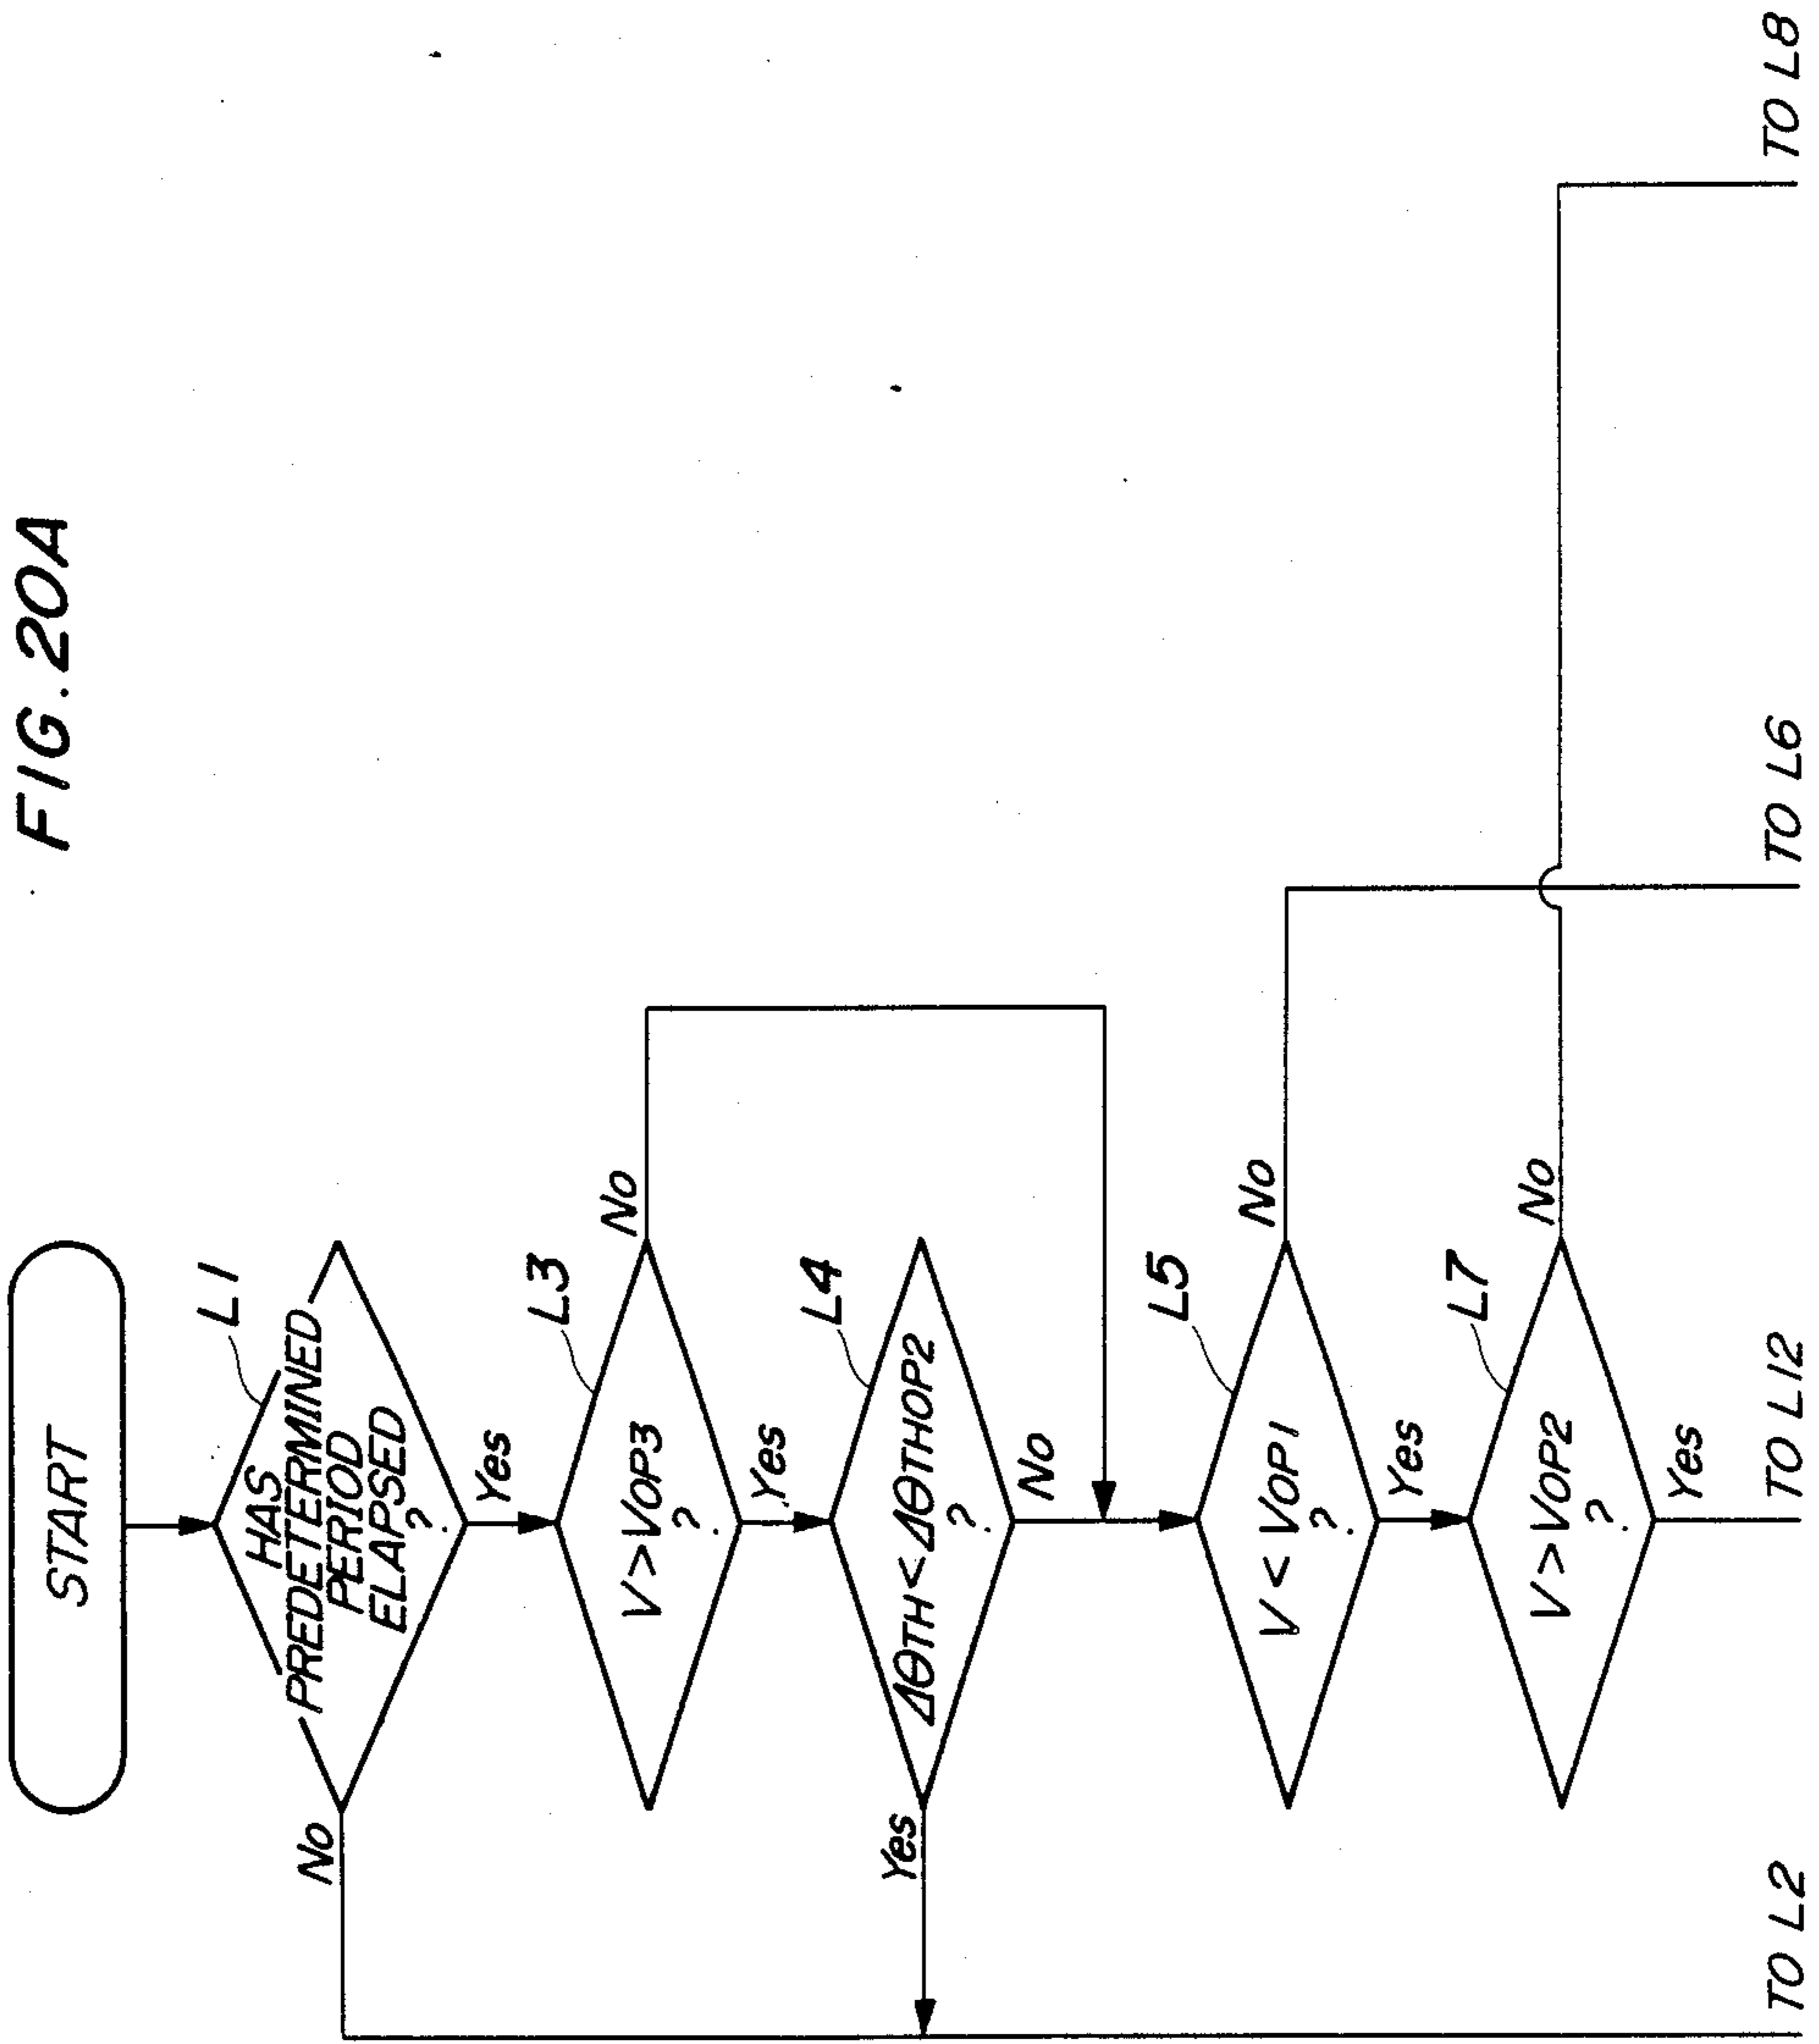 FIG. 20A
START
L1
HAS
PREDETERMINED
PERIOD
ELAPSED
?
No
Yes
L3
V>VOP3
?
No
Yes
L4
ΔθTH<ΔθTHOP2
?
Yes
No
L5
V<VOP1
?
No
Yes
L7
V>VOP2
?
No
Yes
TO L2
TO L12
TO L6
TO L8